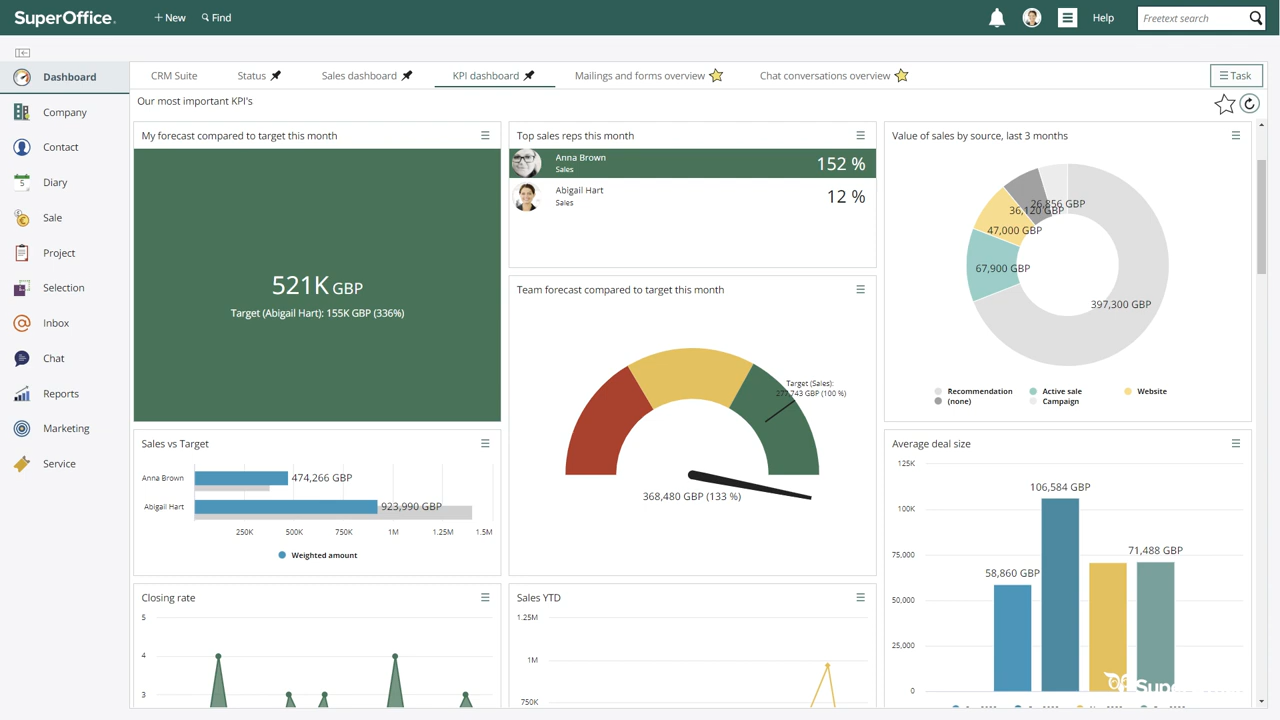 SuperOffice.
+ New
Find
Help
Freetext search
Dashboard
Company
Contact
Diary
5
Sale
Project
Selection
Inbox
Chat
Reports
Marketing
Service
CRM Suite
Status
Sales dashboard
KPI dashboard
Mailings and forms overview
Chat conversations overview
Task
Our most important KPI's
My forecast compared to target this month
521K GBP
Target (Abigail Hart): 155K GBP (336%)
Top sales reps this month
Anna Brown
Sales
152 %
Abigail Hart
Sales
12 %
Value of sales by source, last 3 months
26,856 GBP
36,120 GBP
47,000 GBP
67,900 GBP
397,300 GBP
Recommendation
Active sale
Website
(none)
Campaign
Team forecast compared to target this month
Target (Sales):
277,743 GBP (100 %)
368,480 GBP (133 %)
Sales vs Target
Anna Brown
474,266 GBP
Abigail Hart
923,990 GBP
250K
500K
750K
1M
1.25M
1.5M
Weighted amount
Average deal size
125K
100K
75,000
50,000
25,000
0
58,860 GBP
106,584 GBP
71,488 GBP
Closing rate
5
4
3
Sales YTD
1.25M
1M
750K